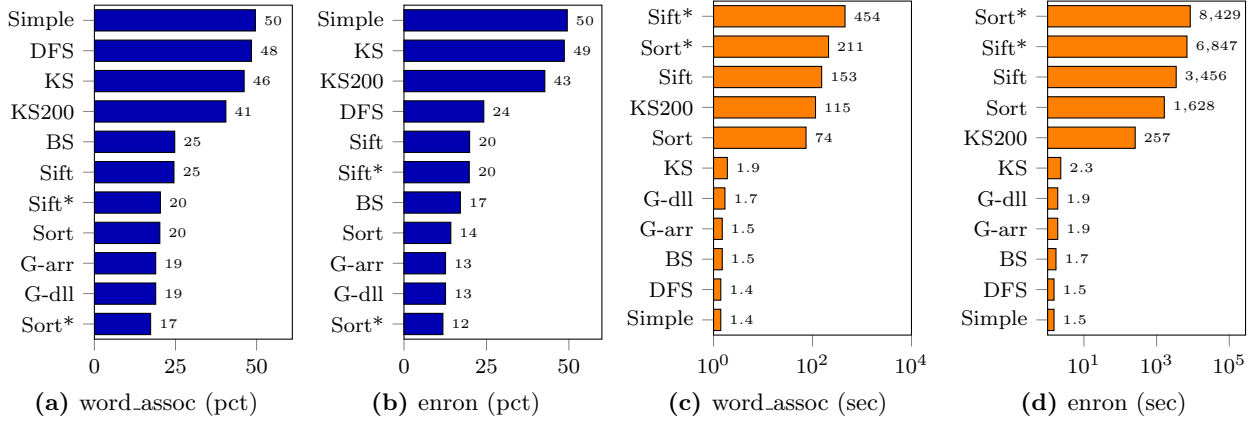 Simple 50
DFS 48
KS 46
KS200 41
BS 25
Sift 25
Sift* 20
Sort 20
G-arr 19
G-dll 19
Sort* 17
0 25 50
(a) word_assoc (pct)
Simple 50
KS 49
KS200 43
DFS 24
Sift 20
Sift* 20
BS 17
Sort 14
G-arr 13
G-dll 13
Sort* 12
0 25 50
(b) enron (pct)
Sift* 454
Sort* 211
Sift 153
KS200 115
Sort 74
KS 1.9
G-dll 1.7
G-arr 1.5
BS 1.5
DFS 1.4
Simple 1.4
10^0 10^2 10^4
(c) word_assoc (sec)
Sort* 8,429
Sift* 6,847
Sift 3,456
Sort 1,628
KS200 257
KS 2.3
G-dll 1.9
G-arr 1.9
BS 1.7
DFS 1.5
Simple 1.5
10^1 10^3 10^5
(d) enron (sec)